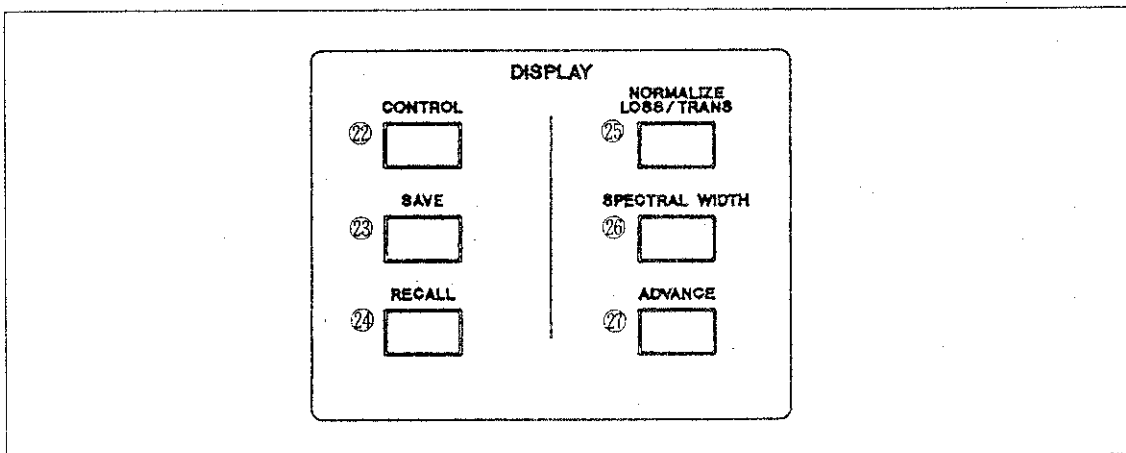 DISPLAY
CONTROL
㉒
SAVE
㉓
RECALL
㉔
NORMALIZE
LOSS/TRANS
㉕
SPECTRAL WIDTH
㉖
ADVANCE
㉗